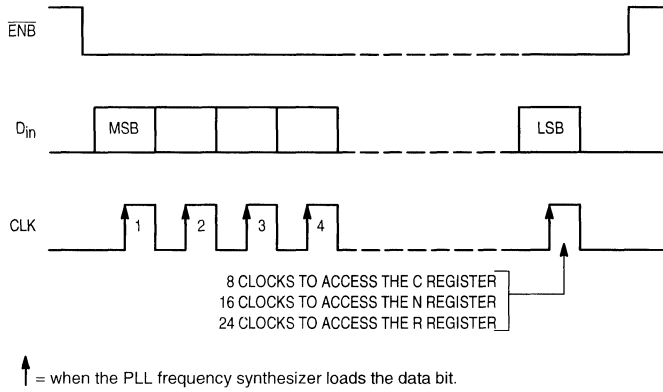 ENB
Din
MSB
LSB
CLK
1
2
3
4
8 CLOCKS TO ACCESS THE C REGISTER
16 CLOCKS TO ACCESS THE N REGISTER
24 CLOCKS TO ACCESS THE R REGISTER
= when the PLL frequency synthesizer loads the data bit.